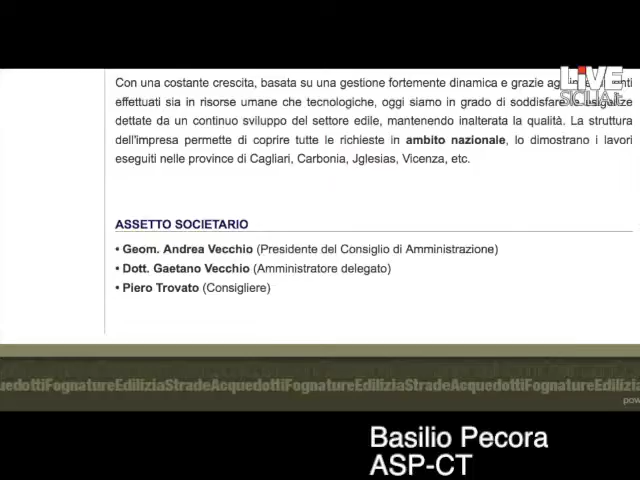 LIVE
SICILIA.it
Con una costante crescita, basata su una gestione fortemente dinamica e grazie agli
effettuati sia in risorse umane che tecnologiche, oggi siamo in grado di soddisfare le esigenze
dettate da un continuo sviluppo del settore edile, mantenendo inalterata la qualità. La struttura
dell'impresa permette di coprire tutte le richieste in ambito nazionale, lo dimostrano i lavori
eseguiti nelle province di Cagliari, Carbonia, Jglesias, Vicenza, etc.
ASSETTO SOCIETARIO
• Geom. Andrea Vecchio (Presidente del Consiglio di Amministrazione)
• Dott. Gaetano Vecchio (Amministratore delegato)
• Piero Trovato (Consigliere)
uedottiFognatureEdiliziaStradeAcquedottiFognatureEdiliziaStradeAcquedottiFognatureEdilizia
pow
Basilio Pecora
ASP-CT